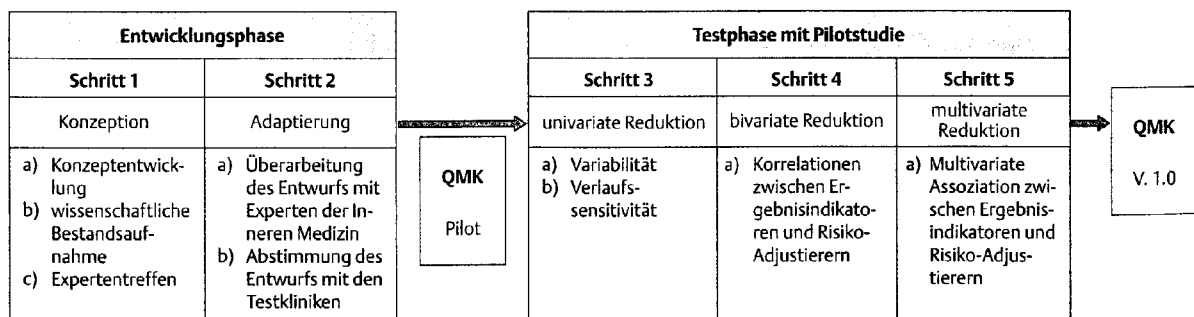 Entwicklungsphase
Schritt 1
Schritt 2
Konzeption
Adaptierung
a) Konzeptentwick-
lung
b) wissenschaftliche
Bestandsauf-
nahme
c) Expertentreffen
a) Überarbeitung
des Entwurfs mit
Experten der In-
neren Medizin
b) Abstimmung des
Entwurfs mit den
Testkliniken
QMK
Pilot
Testphase mit Pilotstudie
Schritt 3
Schritt 4
Schritt 5
univariate Reduktion
bivariate Reduktion
multivariate
Reduktion
a) Variabilität
b) Verlaufs-
sensitivität
a) Korrelationen
zwischen Er-
gebnisindikato-
ren und Risiko-
Adjustierern
a) Multivariate
Assoziation zwi-
schen Ergebnis-
indikatoren und
Risiko-Adjus-
tierern
QMK
V. 1.0